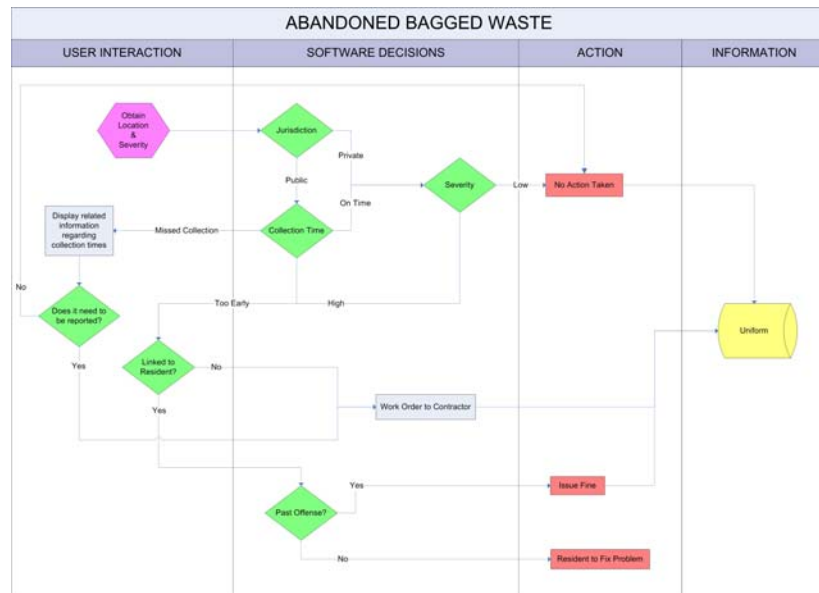 ABANDONED BAGGED WASTE
USER INTERACTION
SOFTWARE DECISIONS
ACTION
INFORMATION
Obtain
Location
&
Severity
Jurisdiction
Private
Public
Severity
Low
No Action Taken
On Time
Display related
information
regarding
collection times
Missed Collection
Collection Time
No
Too Early
High
Does it need to
be reported?
Uniform
Linked to
Resident?
No
Yes
Yes
Work Order to Contractor
Past Offense?
Yes
Issue Fine
No
Resident to Fix Problem